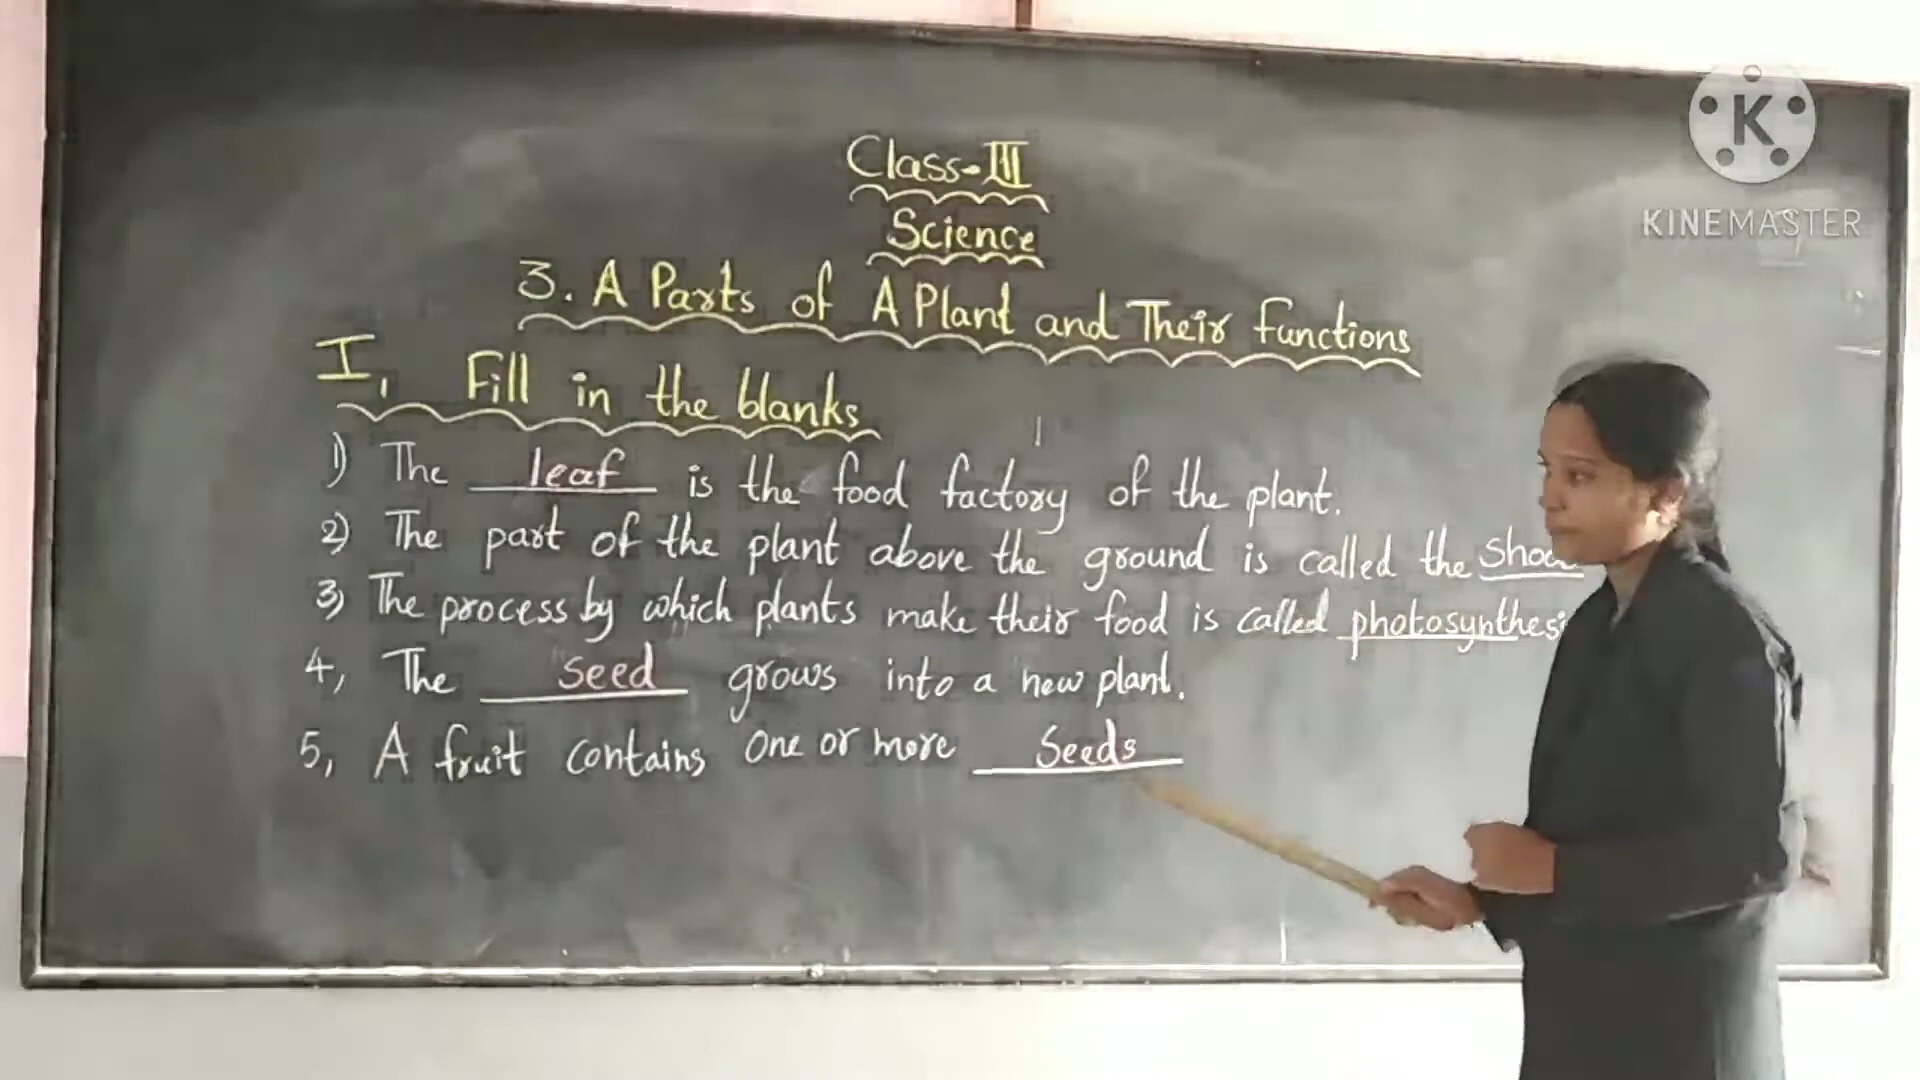 Class-III
Science
3. A Parts of A Plant and Their Functions
I, Fill in the blanks
1) The leaf is the food factory of the plant.
2) The part of the plant above the ground is called the shoo
3) The process by which plants make their food is called photosynthesi
4, The seed grows into a new plant.
5, A fruit contains one or more Seeds
K
KINEMASTER